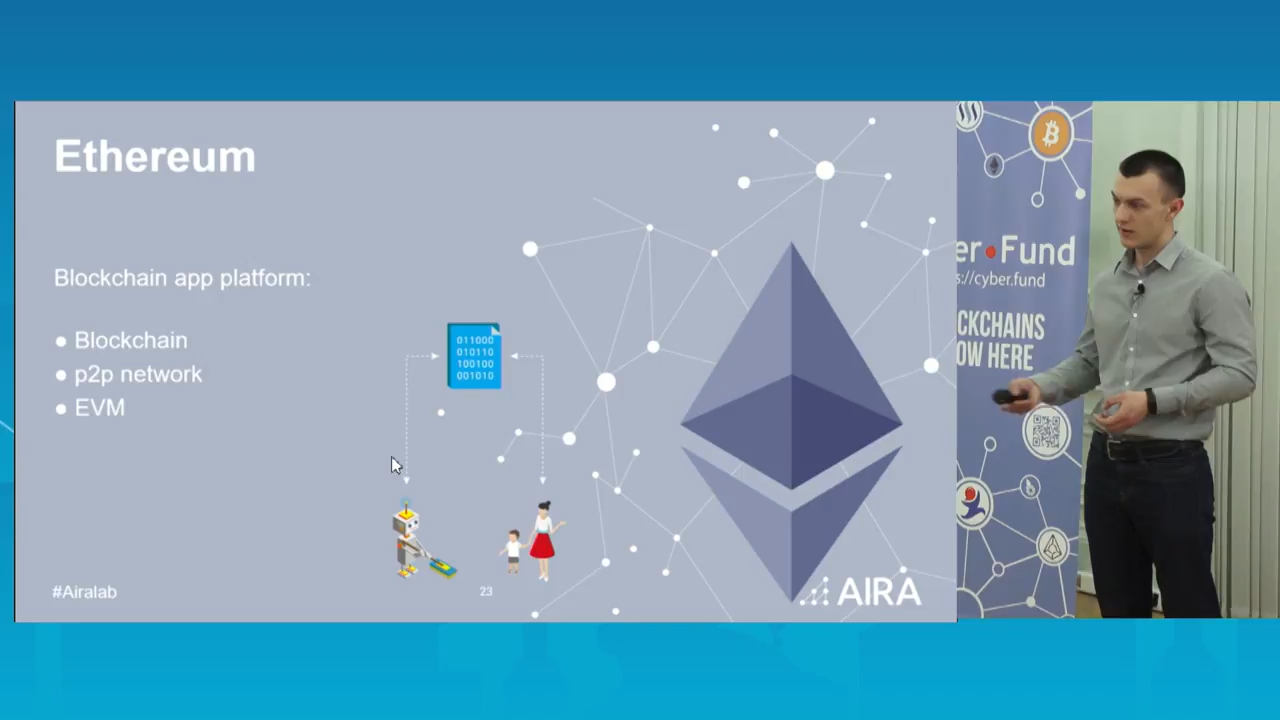 Ethereum
Blockchain app platform:
● Blockchain
● p2p network
● EVM
011000
010110
100100
001010
#Airalab
23
AIRA
er•Fund
s://cyber.fund
CKCHAINS
OW HERE